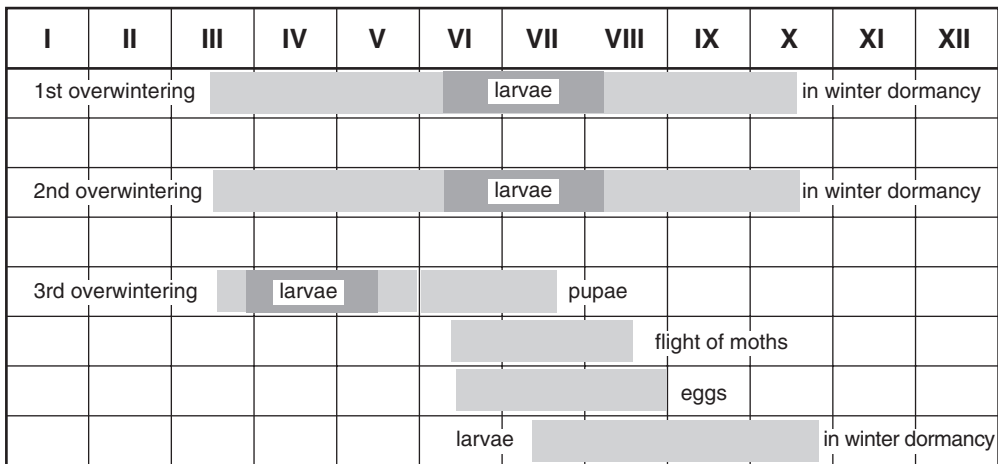 I II III IV V VI VII VIII IX X XI XII
1st overwintering larvae in winter dormancy
2nd overwintering larvae in winter dormancy
3rd overwintering larvae pupae
flight of moths
eggs
larvae in winter dormancy